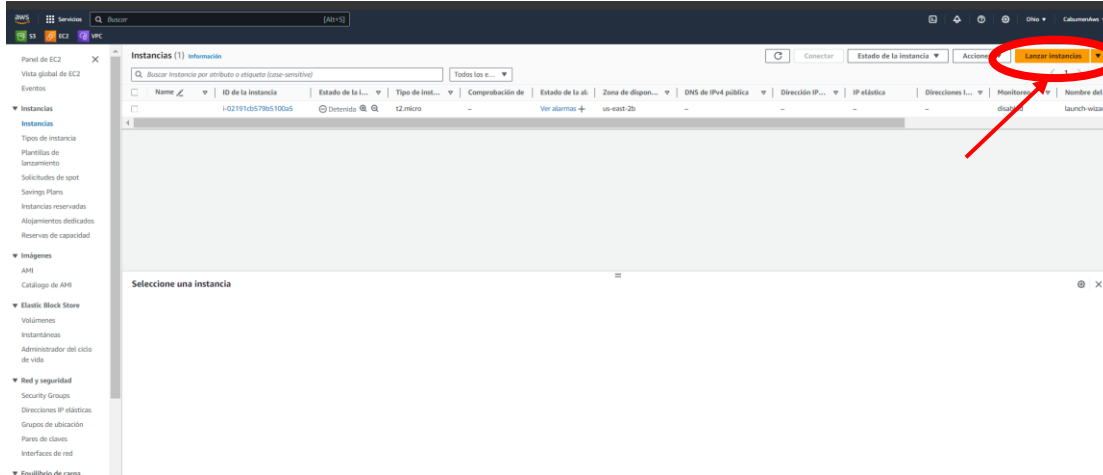 aws Servicios Buscar [Alt+S] Ohio CabumenAws
S3 EC2 VPC
Panel de EC2
Vista global de EC2
Eventos
Instancias
Instancias
Tipos de instancia
Plantillas de
lanzamiento
Solicitudes de spot
Savings Plans
Instancias reservadas
Alojamientos dedicados
Reservas de capacidad
Imágenes
AMI
Catálogo de AMI
Elastic Block Store
Volúmenes
Instantáneas
Administrador del ciclo
de vida
Red y seguridad
Security Groups
Direcciones IP elásticas
Grupos de ubicación
Pares de claves
Interfaces de red
Equilibrio de carga
Instancias (1) Información Conectar Estado de la instancia Lanzar instancias
Buscar Instancia por atributo o etiqueta (case-sensitive) Todos los e... 1
Name ID de la instancia Estado de la i... Tipo de inst... Comprobación de Estado de la al: Zona de dispon... DNS de IPv4 pública Dirección IP... IP elástica Direcciones I... Nombre del
i-02191cb579b5100a5 Detenida t2.micro – Ver alarmas + us-east-2b – – – – launch-wizar
Seleccione una instancia